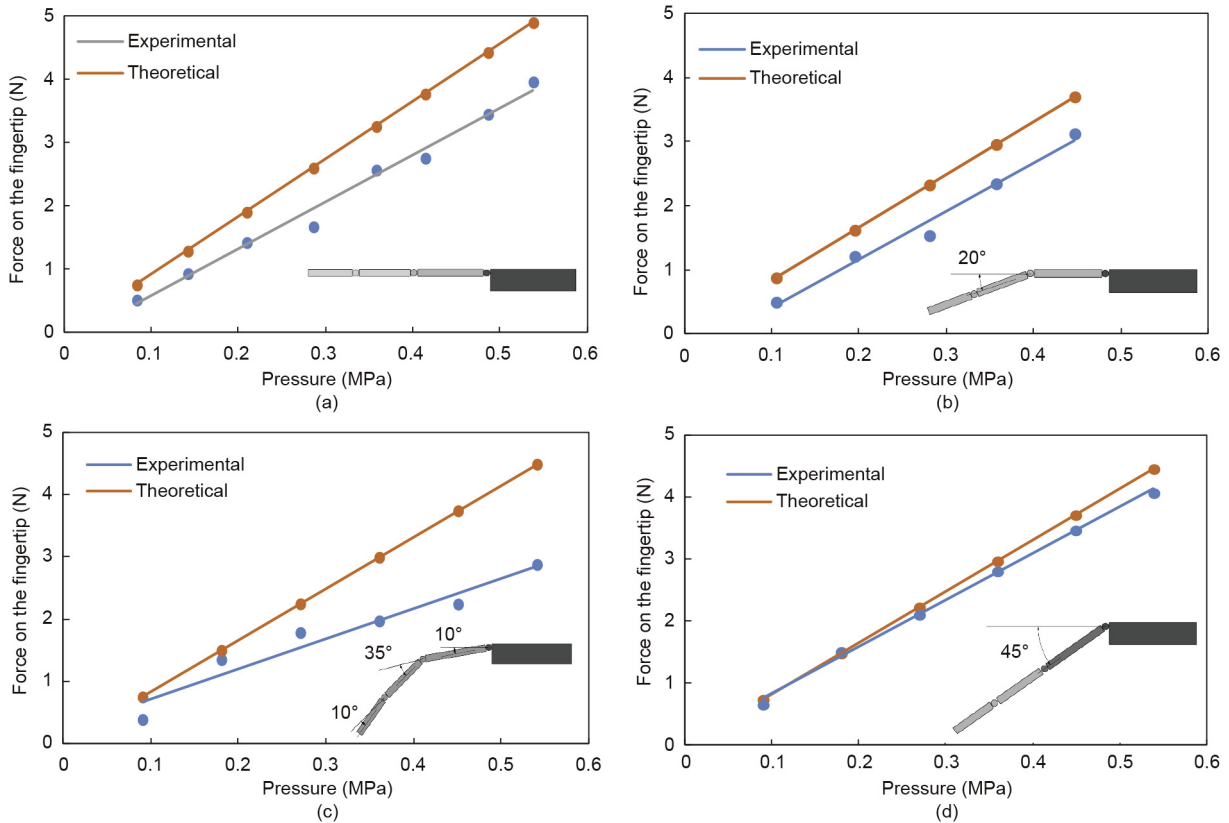 5
4
3
2
1
0
Force on the fingertip (N)
Experimental
Theoretical
0
0.1
0.2
0.3
0.4
0.5
0.6
Pressure (MPa)
(a)
5
4
3
2
1
0
Force on the fingertip (N)
Experimental
Theoretical
20°
0
0.1
0.2
0.3
0.4
0.5
0.6
Pressure (MPa)
(b)
5
4
3
2
1
0
Force on the fingertip (N)
Experimental
Theoretical
10°
35°
10°
0
0.1
0.2
0.3
0.4
0.5
0.6
Pressure (MPa)
(c)
5
4
3
2
1
0
Force on the fingertip (N)
Experimental
Theoretical
45°
0
0.1
0.2
0.3
0.4
0.5
0.6
Pressure (MPa)
(d)